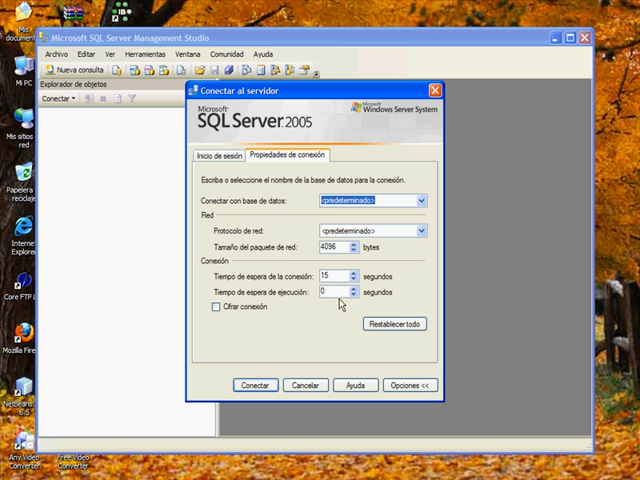 Mis
documentos
Mi PC
Mis sitios
red
Papelera
reciclaje
Internet
Explorer
Core FTP
Mozilla
NetBeans
6.5
Any Video
Converter
Free Video
Converter
IB
Microsoft SQL Server Management Studio
Archivo Editar Ver Herramientas Ventana Comunidad Ayuda
Nueva consulta
Explorador de objetos
Conectar
Conectar al servidor
Microsoft
SQL Server 2005
Microsoft
Windows Server System
Inicio de sesión Propiedades de conexión
Escriba o seleccione el nombre de la base de datos para la conexión.
Conectar con base de datos: <predeterminado>
Red
Protocolo de red: <predeterminado>
Tamaño del paquete de red: 4096 bytes
Conexión
Tiempo de espera de la conexión: 15 segundos
Tiempo de espera de ejecución: 0 segundos
Cifrar conexión
Restablecer todo
Conectar Cancelar Ayuda Opciones <<